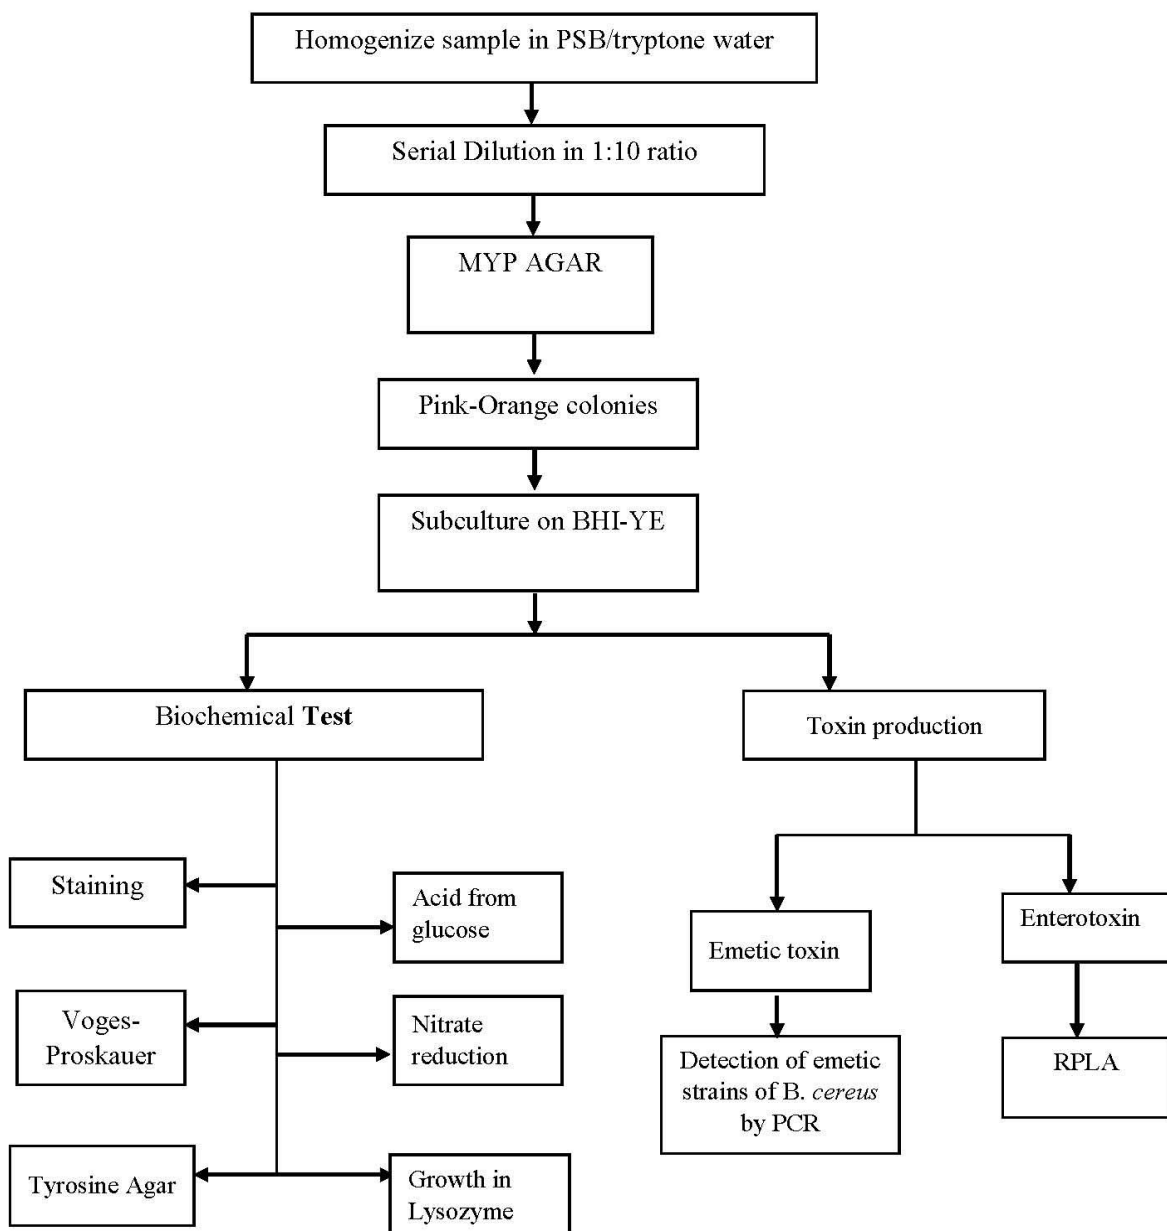 Homogenize sample in PSB/tryptone water
Serial Dilution in 1:10 ratio
MYP AGAR
Pink-Orange colonies
Subculture on BHI-YE
Biochemical Test
Toxin production
Staining
Acid from
glucose
Voges-
Proskauer
Nitrate
reduction
Tyrosine Agar
Growth in
Lysozyme
Emetic toxin
Enterotoxin
Detection of emetic
strains of B. cereus
by PCR
RPLA